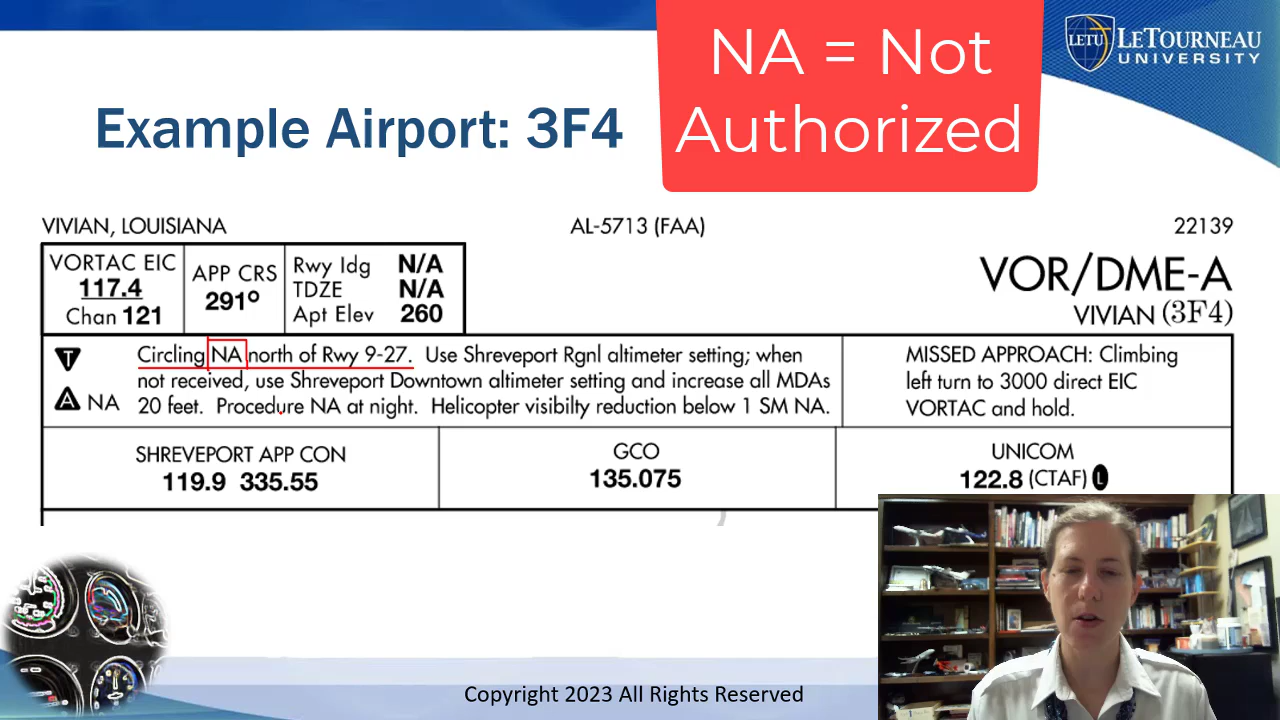 NA = Not
Authorized
LETU
LETOURNEAU
UNIVERSITY
Example Airport: 3F4
VIVIAN, LOUISIANA
AL-5713 (FAA)
22139
VORTAC EIC
117.4
Chan 121
APP CRS
291°
Rwy Idg N/A
TDZE N/A
Apt Elev 260
VOR/DME-A
VIVIAN (3F4)
T
A NA
Circling NA north of Rwy 9-27. Use Shreveport Rgnl altimeter setting; when
not received, use Shreveport Downtown altimeter setting and increase all MDAs
20 feet. Procedure NA at night. Helicopter visibilty reduction below 1 SM NA.
MISSED APPROACH: Climbing
left turn to 3000 direct EIC
VORTAC and hold.
SHREVEPORT APP CON
119.9 335.55
GCO
135.075
UNICOM
122.8 (CTAF) L
Copyright 2023 All Rights Reserved